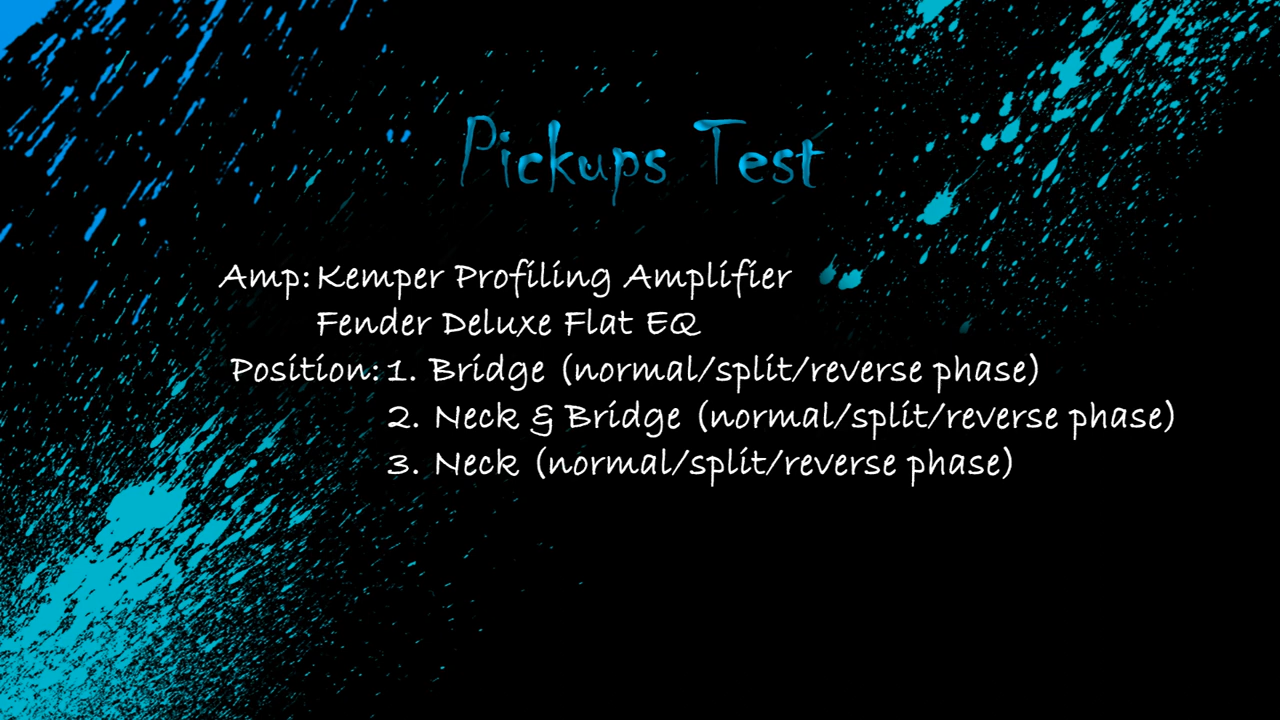 Pickups Test
Amp: Kemper Profiling Amplifier
Fender Deluxe Flat EQ
Position: 1. Bridge (normal/split/reverse phase)
2. Neck & Bridge (normal/split/reverse phase)
3. Neck (normal/split/reverse phase)